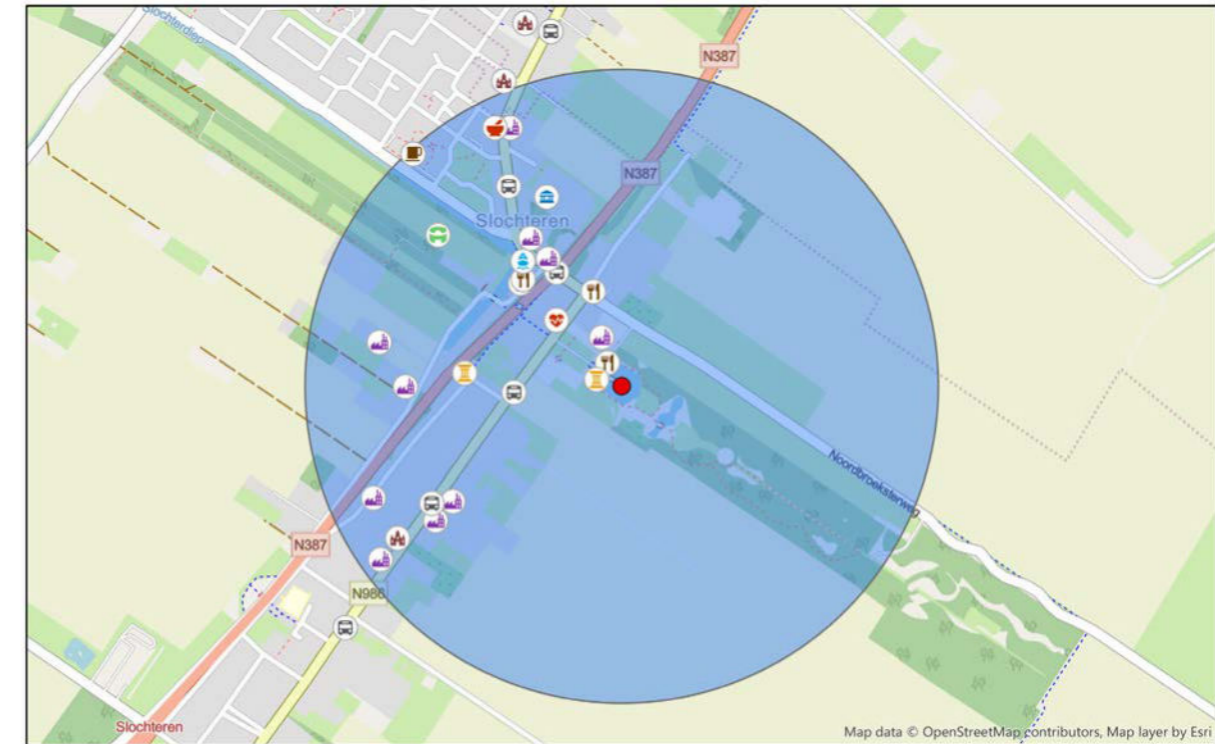 Slochterdiep
N387
N387
Slochteren
Noordbroeksterweg
N387
N986
Slochteren
Map data © OpenStreetMap contributors, Map layer by Esri